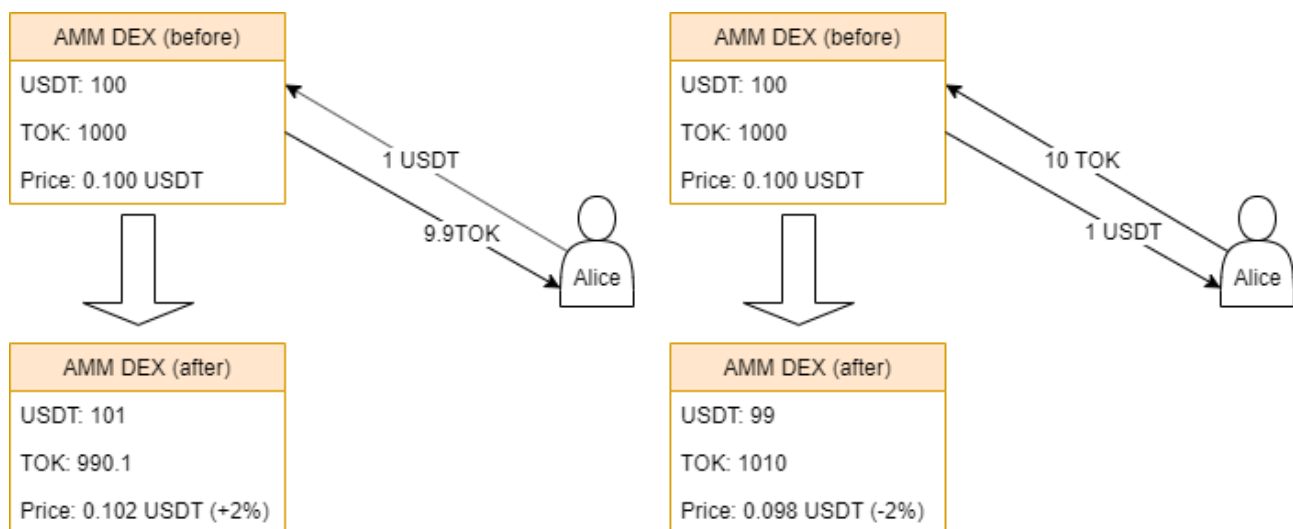 AMM DEX (before)
USDT: 100
TOK: 1000
Price: 0.100 USDT
1 USDT
9.9TOK
Alice
AMM DEX (after)
USDT: 101
TOK: 990.1
Price: 0.102 USDT (+2%)
AMM DEX (before)
USDT: 100
TOK: 1000
Price: 0.100 USDT
10 TOK
1 USDT
Alice
AMM DEX (after)
USDT: 99
TOK: 1010
Price: 0.098 USDT (-2%)